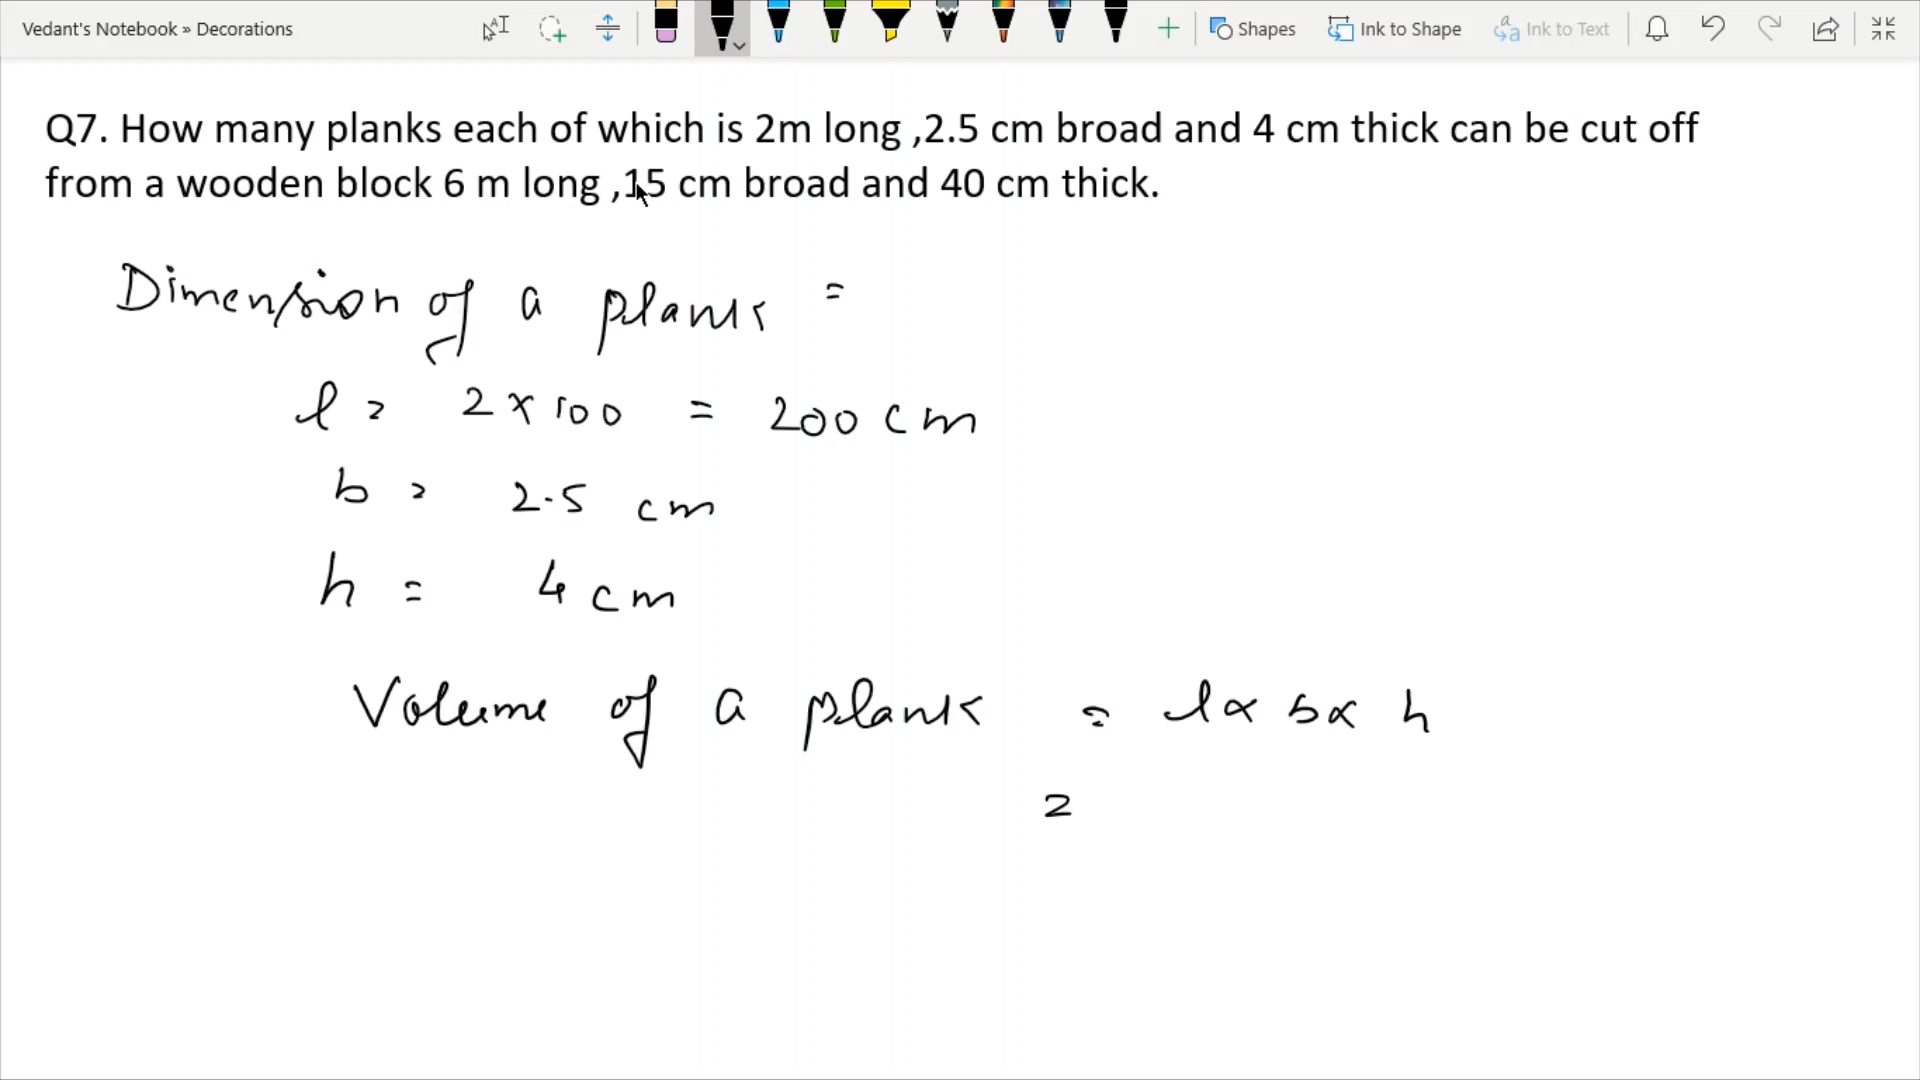 Vedant's Notebook » Decorations Shapes Ink to Shape Ink to Text
Q7. How many planks each of which is 2m long ,2.5 cm broad and 4 cm thick can be cut off
from a wooden block 6 m long ,15 cm broad and 40 cm thick.
Dimension of a plank =
l = 2 × 100 = 200 cm
b = 2.5 cm
h = 4 cm
Volume of a plank = l × b × h
=